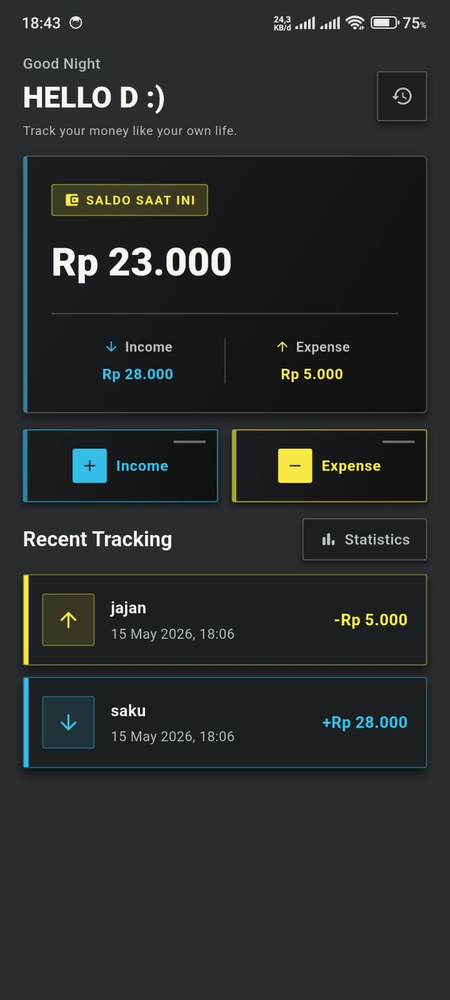 18:43 24,3 KB/d 75%
Good Night
HELLO D :)
Track your money like your own life.
SALDO SAAT INI
Rp 23.000
Income Expense
Rp 28.000 Rp 5.000
Income Expense
Recent Tracking Statistics
jajan
15 May 2026, 18:06
-Rp 5.000
saku
15 May 2026, 18:06
+Rp 28.000